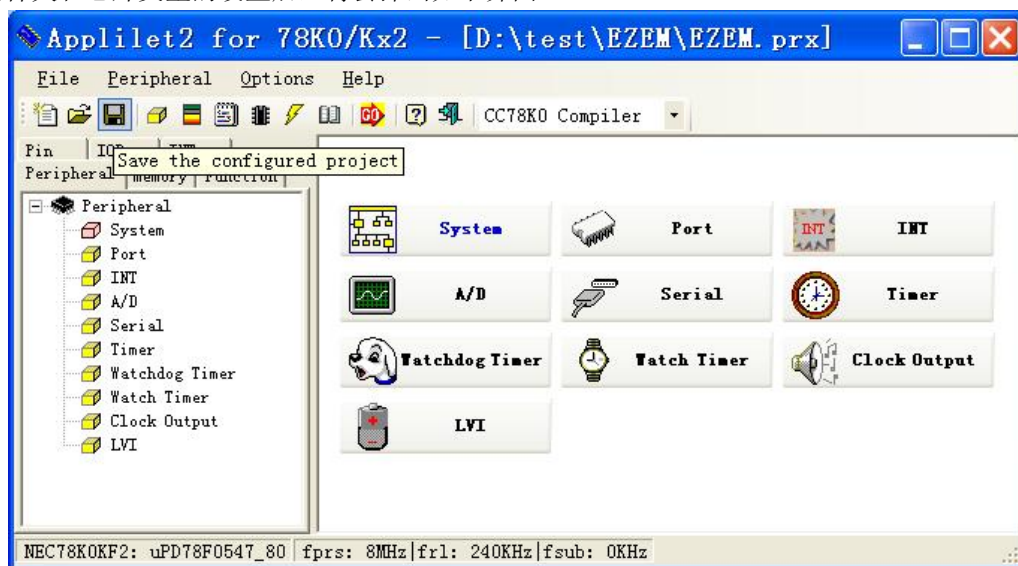 Applilet2 for 78K0/Kx2 - [D:\test\EZEM\EZEM.prx]
File Peripheral Options Help
CC78K0 Compiler
Pin
Save the configured project
Peripheral
Peripheral
System
Port
INT
A/D
Serial
Timer
Watchdog Timer
Watch Timer
Clock Output
LVI
System
Port
INT
INT
A/D
Serial
Timer
Watchdog Timer
Watch Timer
Clock Output
LVI
NEC78K0KF2: uPD78F0547_80 fprs: 8MHz|frl: 240KHz|fsub: 0KHz